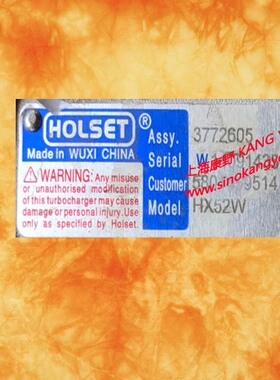 HOLSET ®
Made in WUXI CHINA
Assy. 3772605
Serial
Customer
Model HX52W
WARNING: Any misuse
or unauthorised modification
of this turbocharger may cause
damage or personal injury. Use
only as specified by Holset.
上海康野 KANG
www.sinokangye